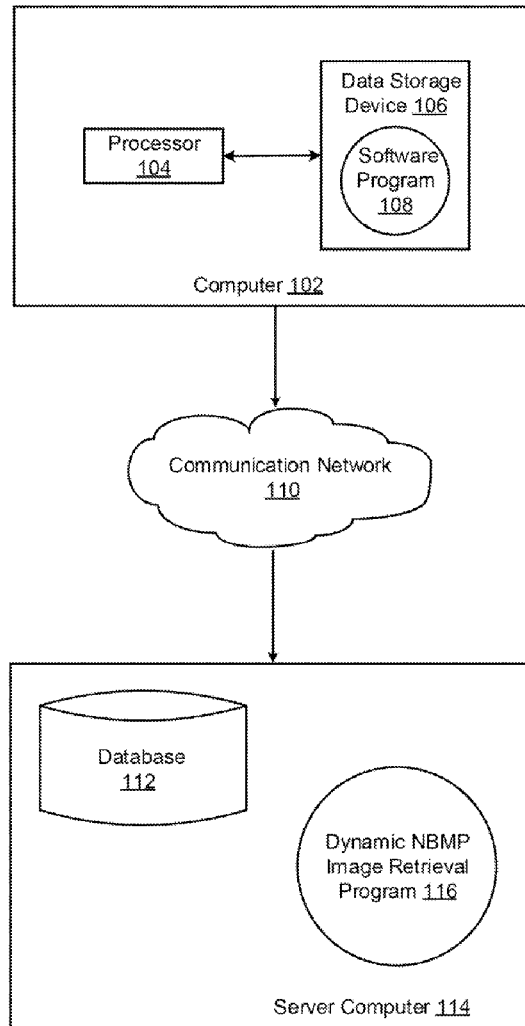 Data Storage
Device 106
Processor
104
Software
Program
108
Computer 102
Communication Network
110
Database
112
Dynamic NBMP
Image Retrieval
Program 116
Server Computer 114